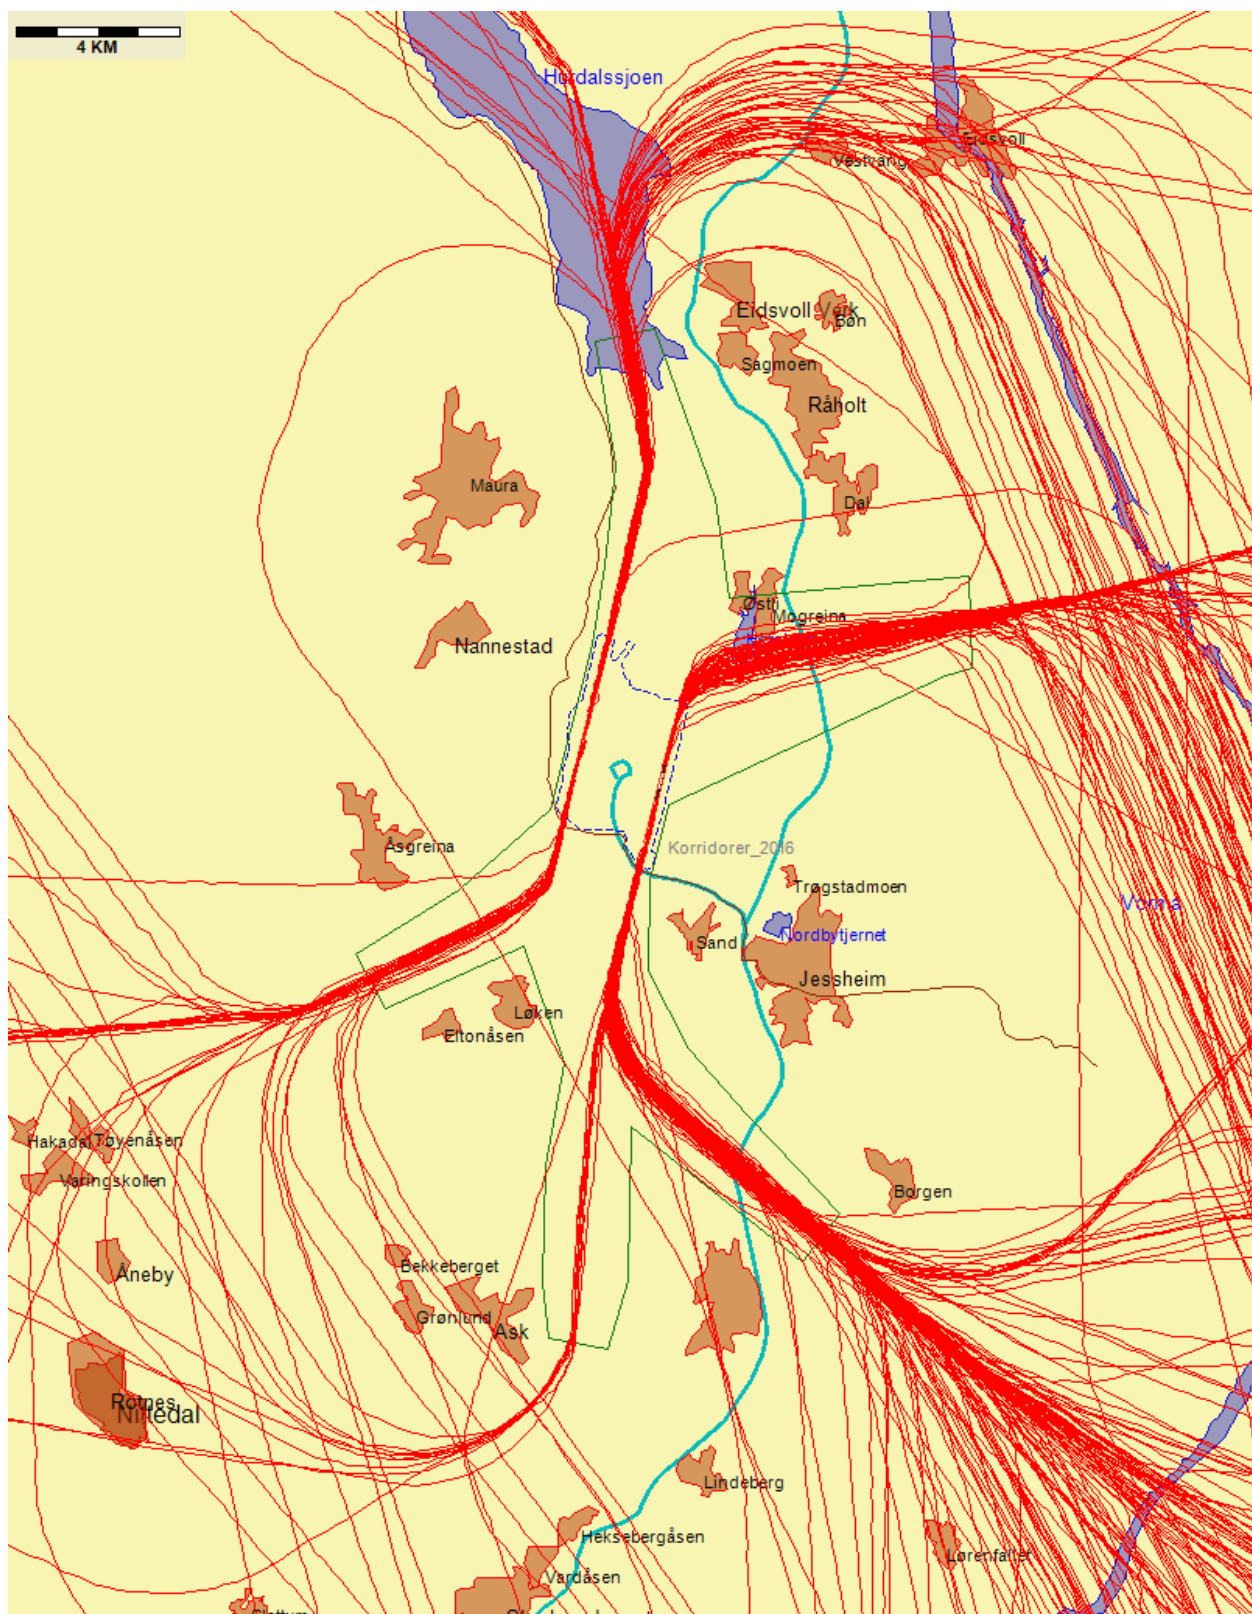 4 KM
Hurdalssjoen
Eidsvoll
Vestvang
Eidsvoll Verk
Bøn
Sagmoen
Råholt
Maura
Dal
Østli
Mogreina
Nannestad
Åsgreina
Korridorer_2016
Trøgstadmoen
Vorma
Nordbytjernet
Sand
Jessheim
Løken
Eltonåsen
Hakadal
Tøyenåsen
Varingskollen
Borgen
Bekkeberget
Åneby
Grønlund
Ask
Rotnes
Nittedal
Lindeberg
Heksebergåsen
Lørenfallet
Vardåsen